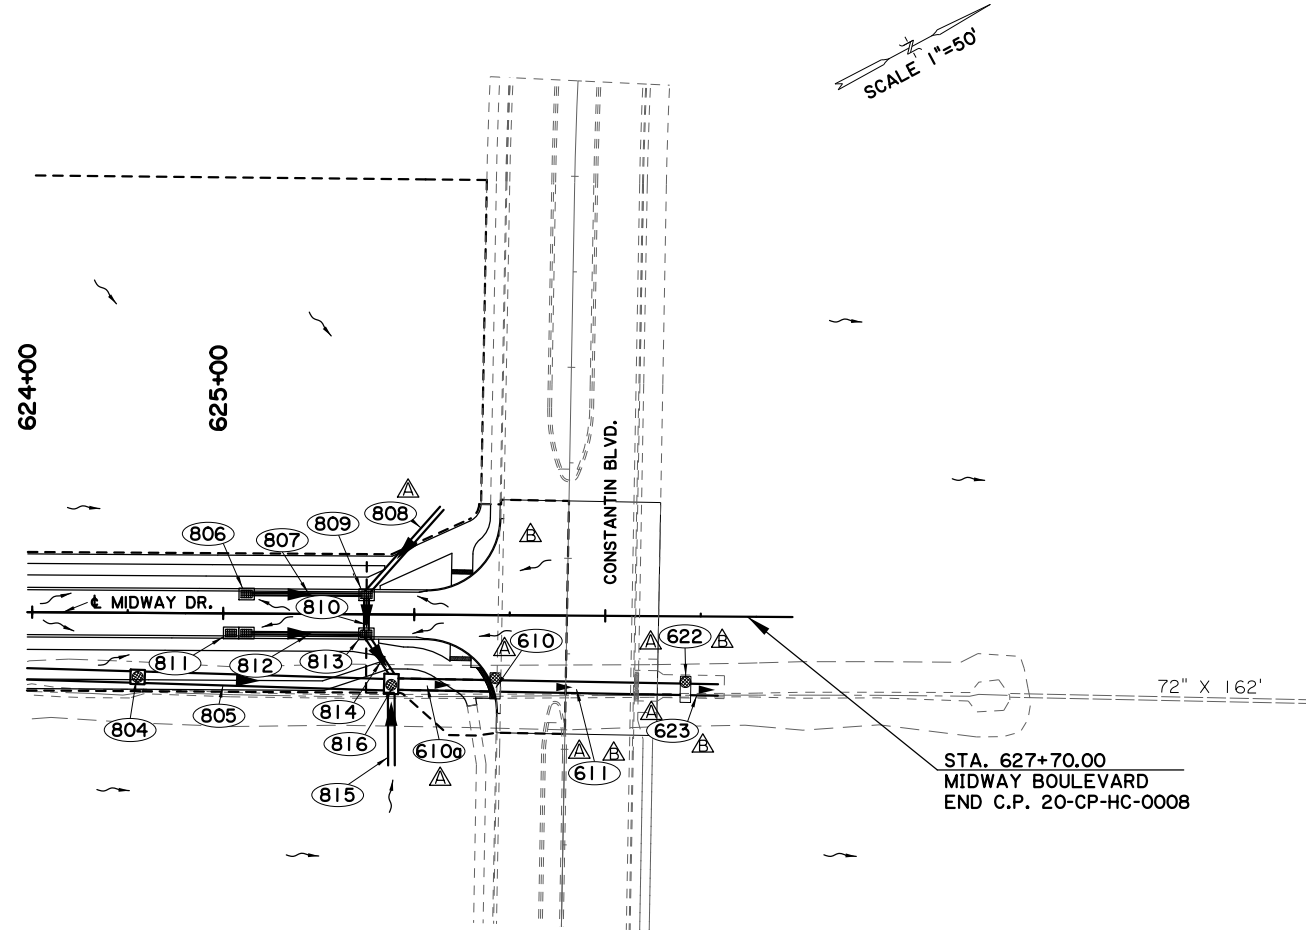 N
SCALE 1"=50'
624+00
625+00
CONSTANTIN BLVD.
A
808
809
807
806
B
℄ MIDWAY DR.
810
811
812
813
A
610
A
622
B
804
805
814
816
610a
A
815
A
B
611
A
623
B
72" X 162'
STA. 627+70.00
MIDWAY BOULEVARD
END C.P. 20-CP-HC-0008